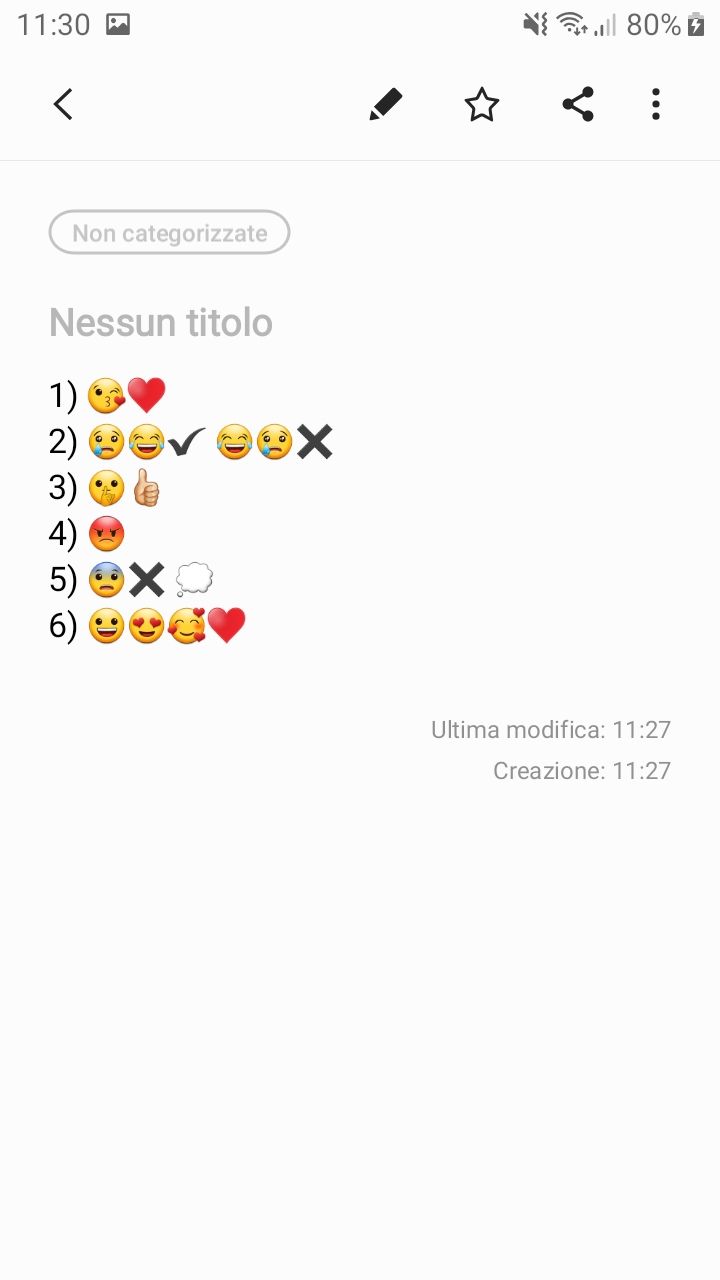 11:30 80%
Non categorizzate
Nessun titolo
1) 😘❤️
2) 😢😂✔️ 😂😢✖️
3) 🤫👍🏼
4) 😡
5) 😨✖️ 💭
6) 😀😍🥰❤️
Ultima modifica: 11:27
Creazione: 11:27